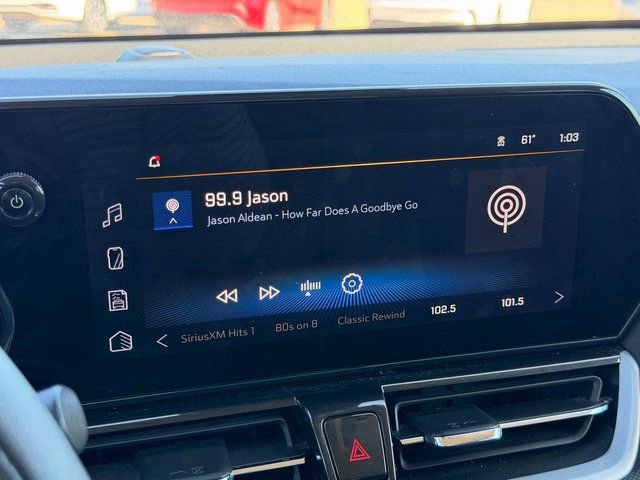 61° 1:03
99.9 Jason
Jason Aldean - How Far Does A Goodbye Go
SiriusXM Hits 1 80s on 8 Classic Rewind 102.5 101.5